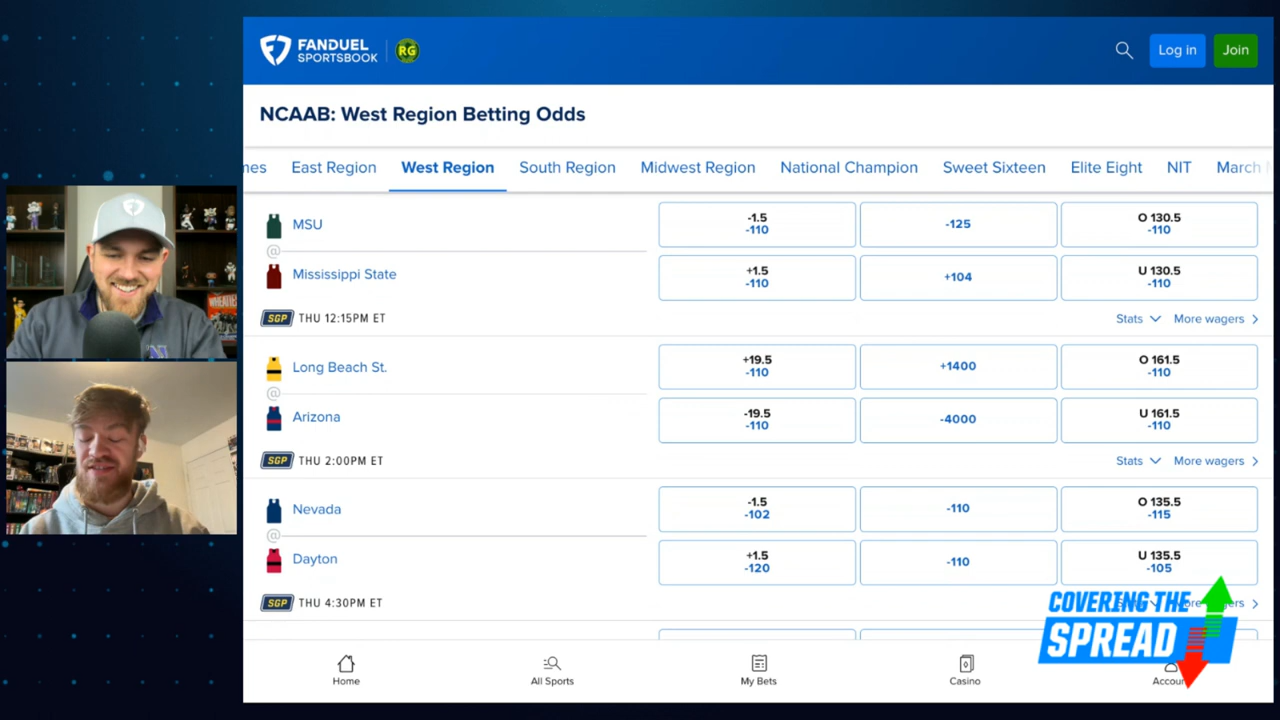 FANDUEL
SPORTSBOOK
RG
Log in
Join
NCAAB: West Region Betting Odds
mes East Region West Region South Region Midwest Region National Champion Sweet Sixteen Elite Eight NIT March
MSU
-1.5
-110
-125
O 130.5
-110
@
Mississippi State
+1.5
-110
+104
U 130.5
-110
SGP THU 12:15PM ET
Stats
More wagers
Long Beach St.
+19.5
-110
+1400
O 161.5
-110
@
Arizona
-19.5
-110
-4000
U 161.5
-110
SGP THU 2:00PM ET
Stats
More wagers
Nevada
-1.5
-102
-110
O 135.5
-115
@
Dayton
+1.5
-120
-110
U 135.5
-105
SGP THU 4:30PM ET
COVERING THE
SPREAD
Home
All Sports
My Bets
Casino
Accou
WHEATIES